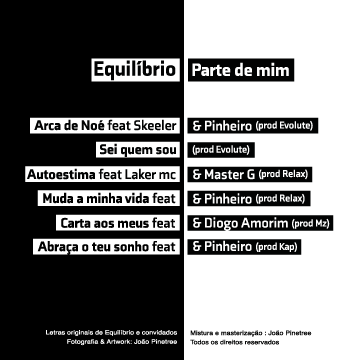 Equilíbrio Parte de mim
Arca de Noé feat Skeeler & Pinheiro (prod Evolute)
Sei quem sou (prod Evolute)
Autoestima feat Laker mc & Master G (prod Relax)
Muda a minha vida feat & Pinheiro (prod Relax)
Carta aos meus feat & Diogo Amorim (prod Mz)
Abraça o teu sonho feat & Pinheiro (prod Kap)
Letras originais de Equilíbrio e convidados
Fotografia & Artwork: João Pinetree
Mistura e masterização : João Pinetree
Todos os direitos reservados